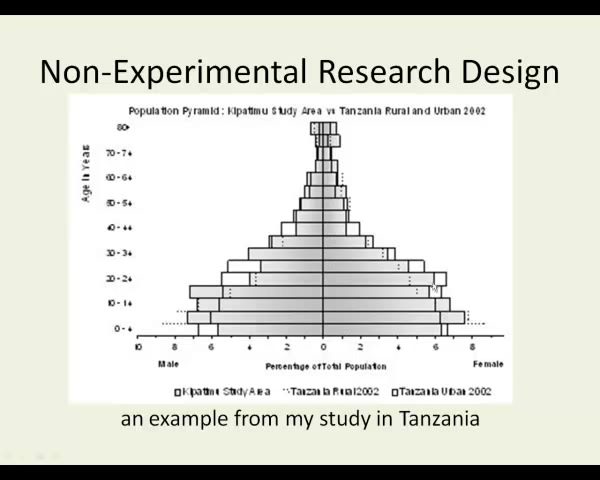 Non-Experimental Research Design
Population Pyramid: Kipatimu Study Area vs Tanzania Rural and Urban 2002
Age in Years
80+
70-74
60-64
50-54
40-44
30-34
20-24
10-14
0-4
10 8 6 4 2 0 2 4 6 8
Male Percentage of Total Population Female
Kipatimu Study Area Tanzania Rural 2002 Tanzania Urban 2002
an example from my study in Tanzania